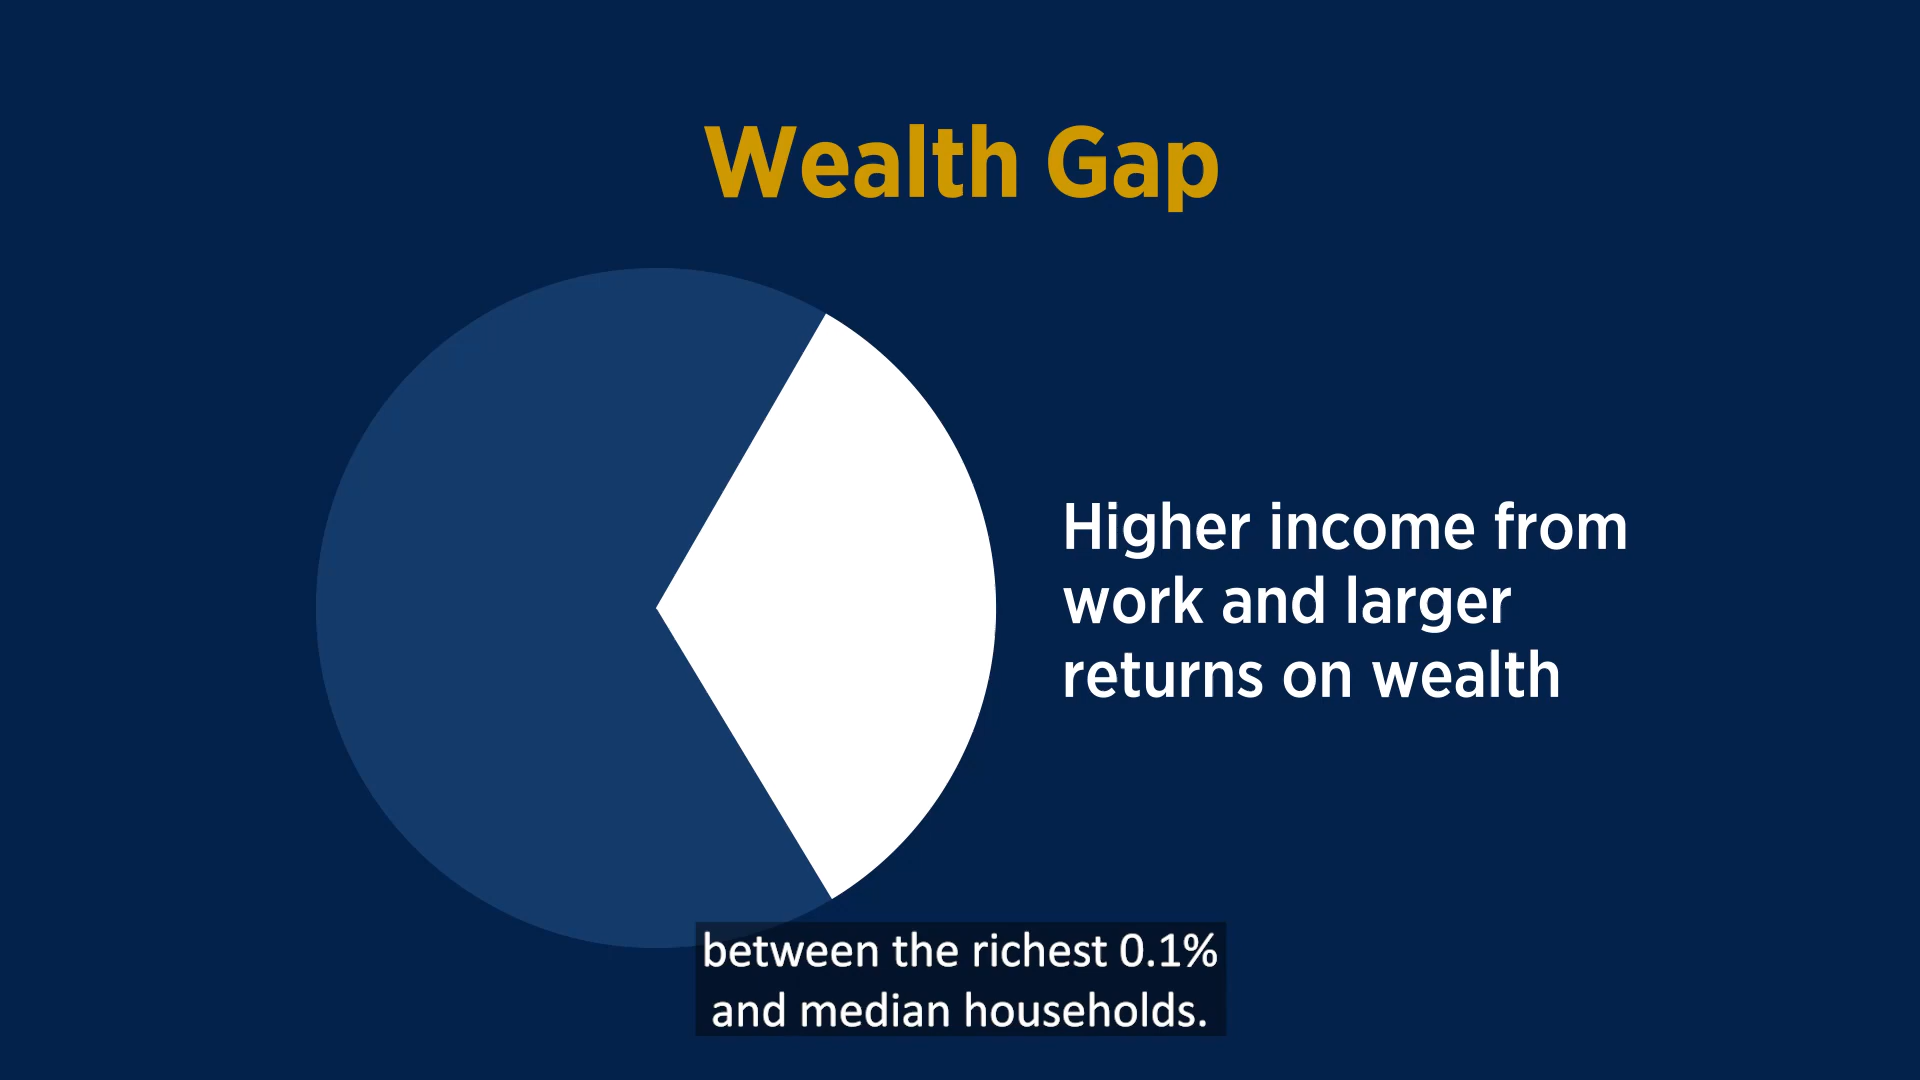 Wealth Gap
Higher income from
work and larger
returns on wealth
between the richest 0.1%
and median households.